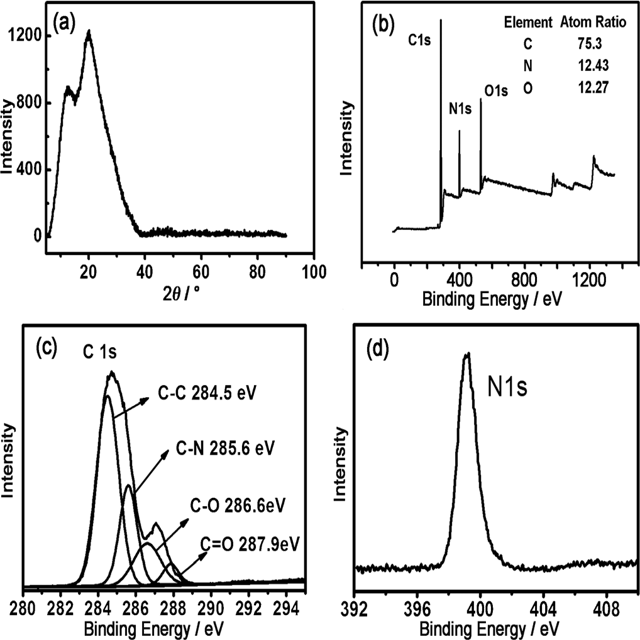 (a)
1200
800
400
0
Intensity
20
40
60
80
100
2θ / °
(b)
Element Atom Ratio
C 75.3
N 12.43
O 12.27
C1s
N1s
O1s
Intensity
0
400
800
1200
Binding Energy / eV
(c)
C 1s
C-C 284.5 eV
C-N 285.6 eV
C-O 286.6eV
C=O 287.9eV
Intensity
280 282 284 286 288 290 292 294
Binding Energy / eV
(d)
N1s
Intensity
392 396 400 404 408
Binding Energy / eV